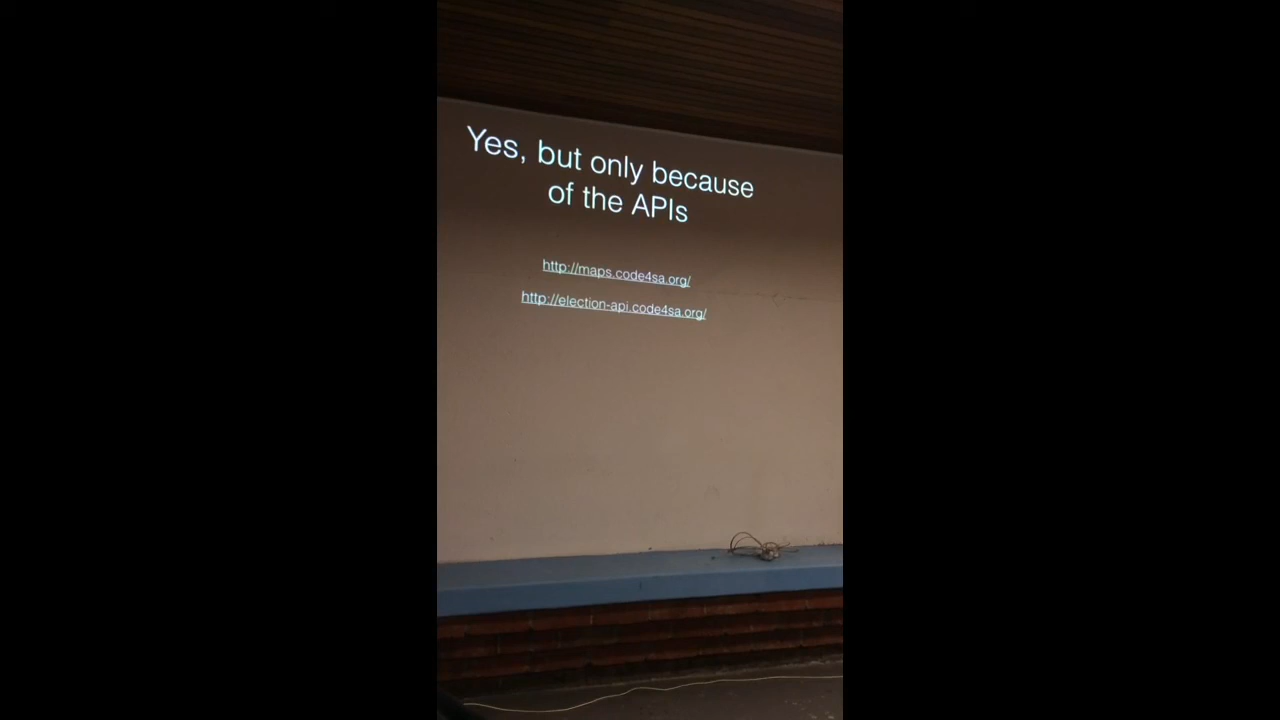 Yes, but only because
of the APIs
http://maps.code4sa.org/
http://election-api.code4sa.org/